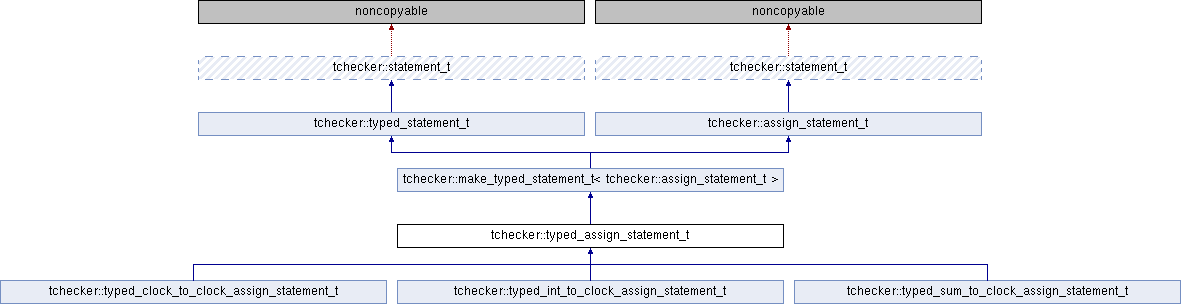 noncopyable
noncopyable
tchecker::statement_t
tchecker::statement_t
tchecker::typed_statement_t
tchecker::assign_statement_t
tchecker::make_typed_statement_t< tchecker::assign_statement_t >
tchecker::typed_assign_statement_t
tchecker::typed_clock_to_clock_assign_statement_t
tchecker::typed_int_to_clock_assign_statement_t
tchecker::typed_sum_to_clock_assign_statement_t